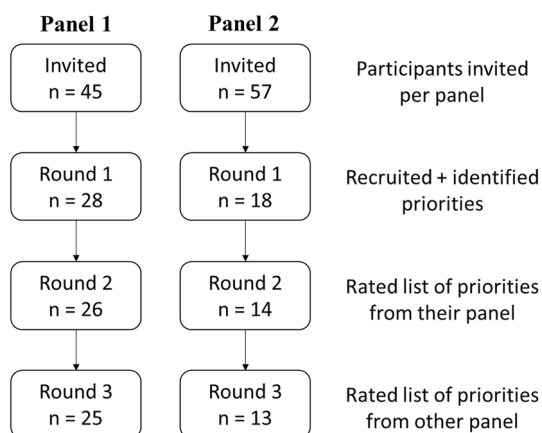 Panel 1
Panel 2
Invited
n = 45
Invited
n = 57
Participants invited
per panel
Round 1
n = 28
Round 1
n = 18
Recruited + identified
priorities
Round 2
n = 26
Round 2
n = 14
Rated list of priorities
from their panel
Round 3
n = 25
Round 3
n = 13
Rated list of priorities
from other panel